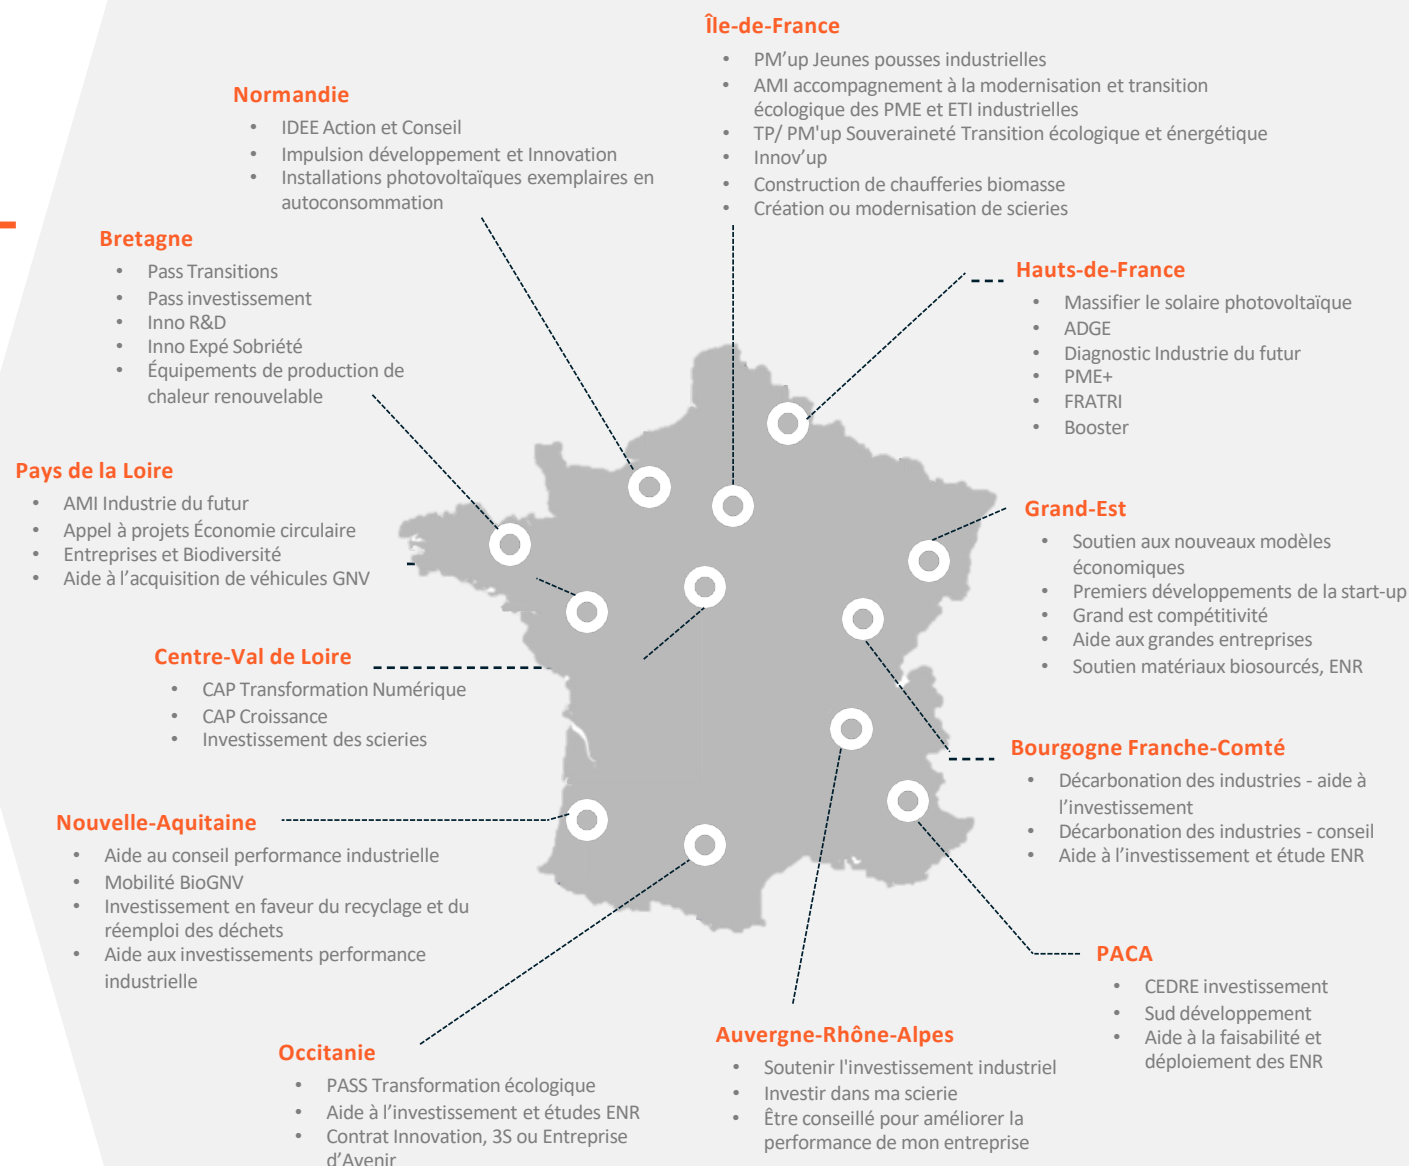 Île-de-France
• PM’up Jeunes pousses industrielles
• AMI accompagnement à la modernisation et transition
écologique des PME et ETI industrielles
• TP/ PM'up Souveraineté Transition écologique et énergétique
• Innov’up
• Construction de chaufferies biomasse
• Création ou modernisation de scieries
Normandie
• IDEE Action et Conseil
• Impulsion développement et Innovation
• Installations photovoltaïques exemplaires en
autoconsommation
Bretagne
• Pass Transitions
• Pass investissement
• Inno R&D
• Inno Expé Sobriété
• Équipements de production de
chaleur renouvelable
Hauts-de-France
• Massifier le solaire photovoltaïque
• ADGE
• Diagnostic Industrie du futur
• PME+
• FRATRI
• Booster
Pays de la Loire
• AMI Industrie du futur
• Appel à projets Économie circulaire
• Entreprises et Biodiversité
• Aide à l’acquisition de véhicules GNV
Grand-Est
• Soutien aux nouveaux modèles
économiques
• Premiers développements de la start-up
• Grand est compétitivité
• Aide aux grandes entreprises
• Soutien matériaux biosourcés, ENR
Centre-Val de Loire
• CAP Transformation Numérique
• CAP Croissance
• Investissement des scieries
Bourgogne Franche-Comté
• Décarbonation des industries - aide à
l’investissement
• Décarbonation des industries - conseil
• Aide à l’investissement et étude ENR
Nouvelle-Aquitaine
• Aide au conseil performance industrielle
• Mobilité BioGNV
• Investissement en faveur du recyclage et du
réemploi des déchets
• Aide aux investissements performance
industrielle
PACA
• CEDRE investissement
• Sud développement
• Aide à la faisabilité et
déploiement des ENR
Occitanie
• PASS Transformation écologique
• Aide à l’investissement et études ENR
• Contrat Innovation, 3S ou Entreprise
d’Avenir
Auvergne-Rhône-Alpes
• Soutenir l'investissement industriel
• Investir dans ma scierie
• Être conseillé pour améliorer la
performance de mon entreprise